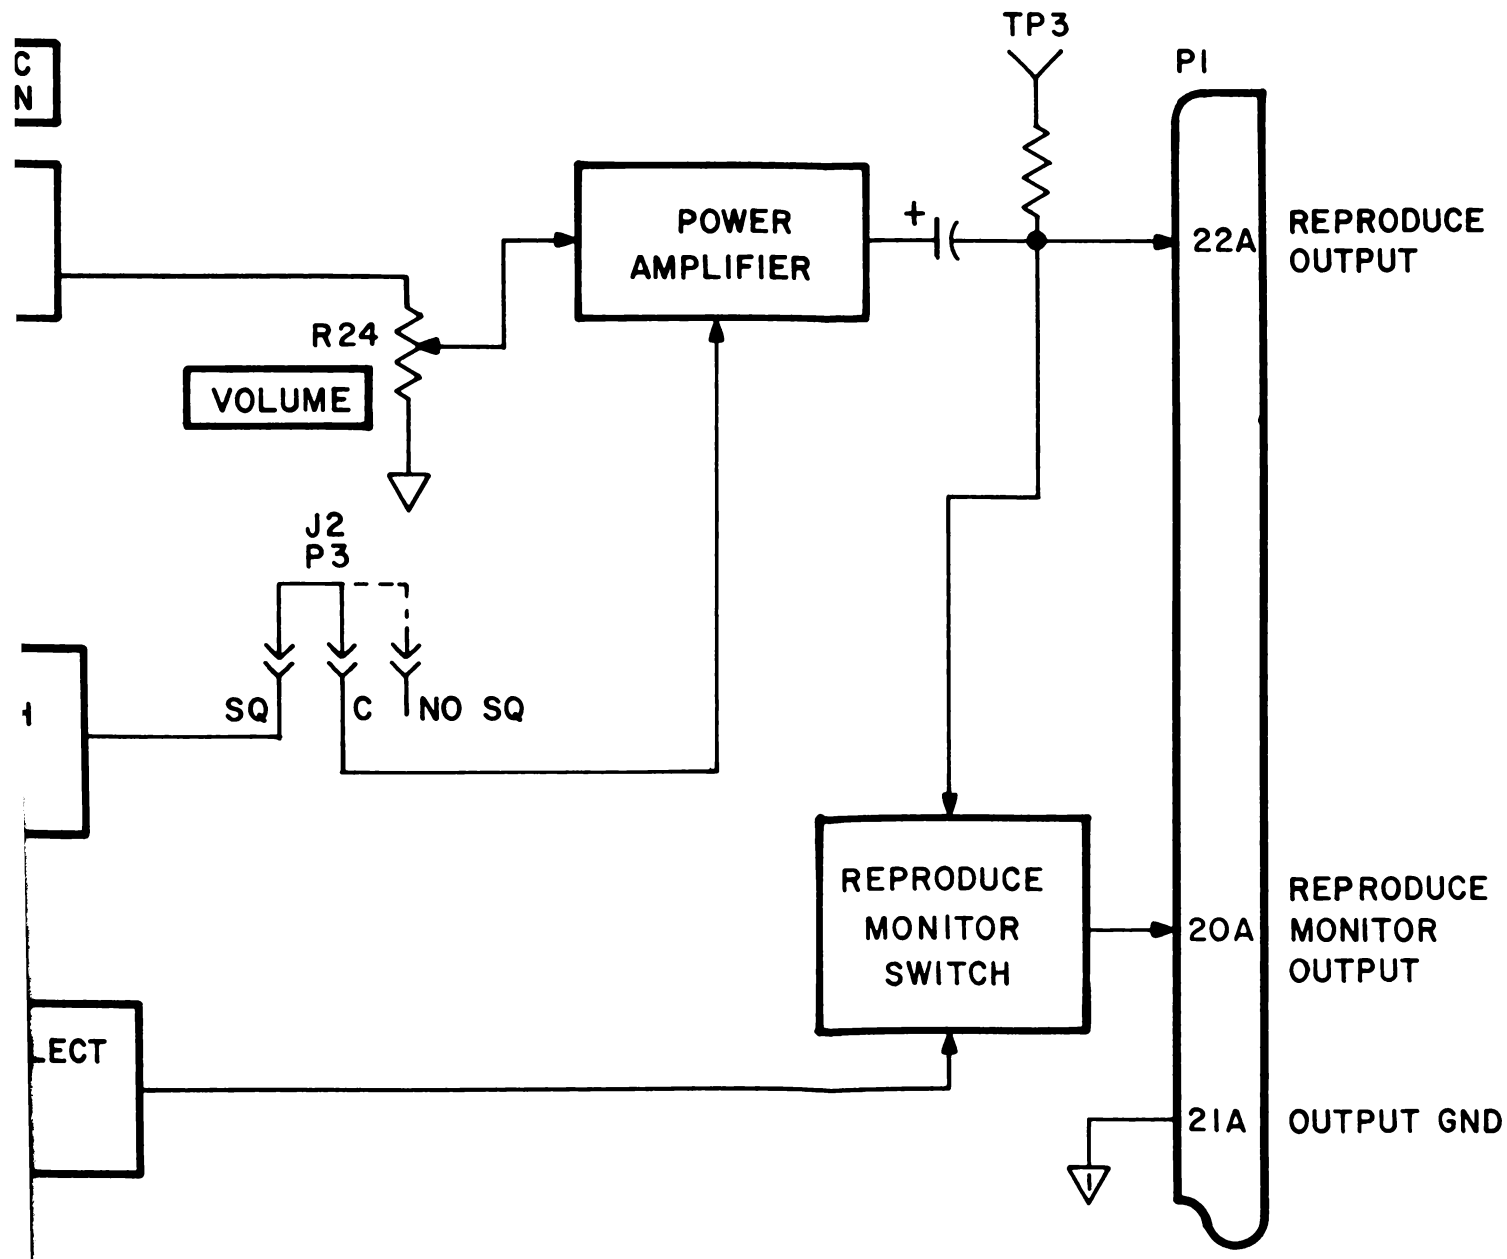 TP3
P1
C
N
POWER
AMPLIFIER
+
22A
REPRODUCE
OUTPUT
R24
VOLUME
J2
P3
SQ
C
NO SQ
REPRODUCE
MONITOR
SWITCH
20A
REPRODUCE
MONITOR
OUTPUT
LECT
21A
OUTPUT GND
1